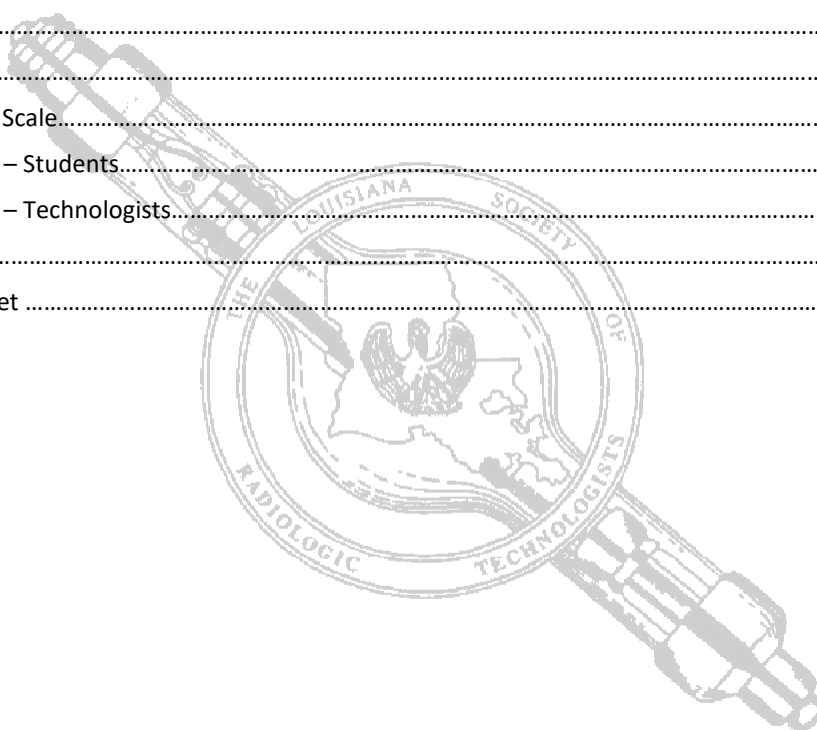 ……………………………………………………………………………………………………
……………………………………………………………………………………………………
Scale……………………………………………………………………………………………
– Students……………………………………………………………………………………
– Technologists……………………………………………………………………………
……………………………………………………………………………………………………
et ………………………………………………………………………………………………
THE LOUISIANA SOCIETY OF
RADIOLOGIC TECHNOLOGISTS